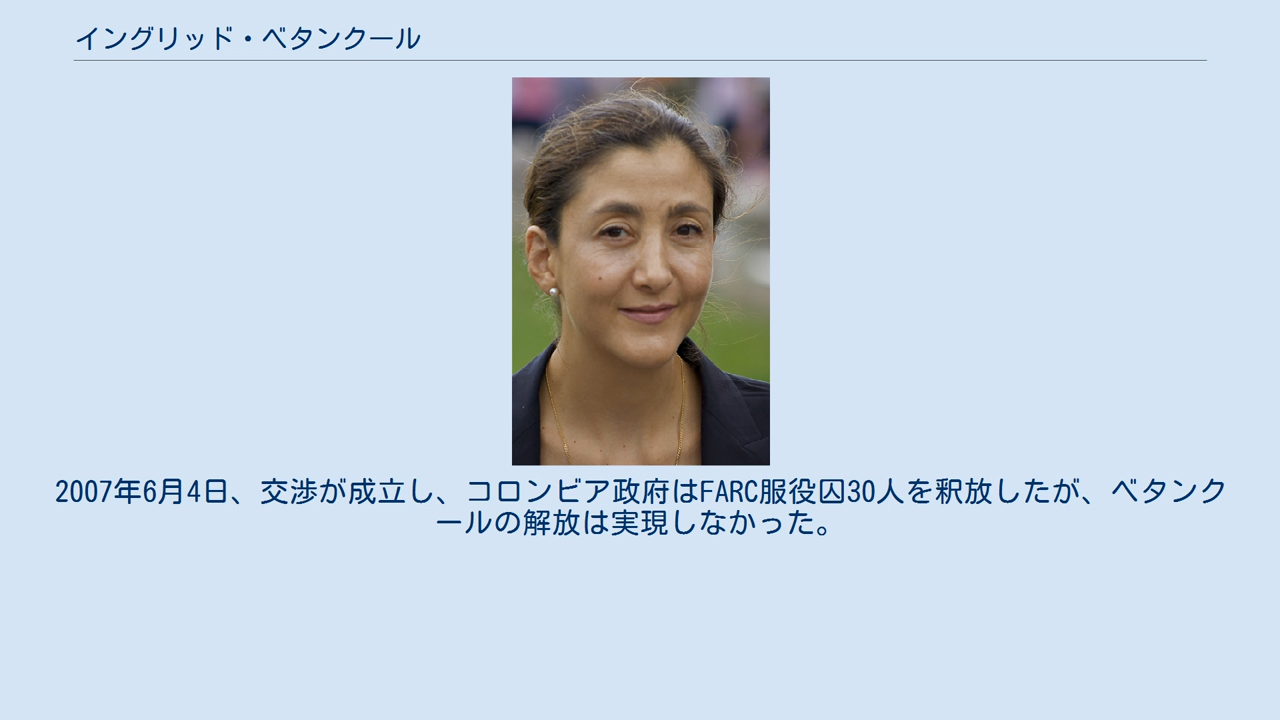 イングリッド・ベタンクール
2007年6月4日、交渉が成立し、コロンビア政府はFARC服役囚30人を釈放したが、ベタンク
ールの解放は実現しなかった。